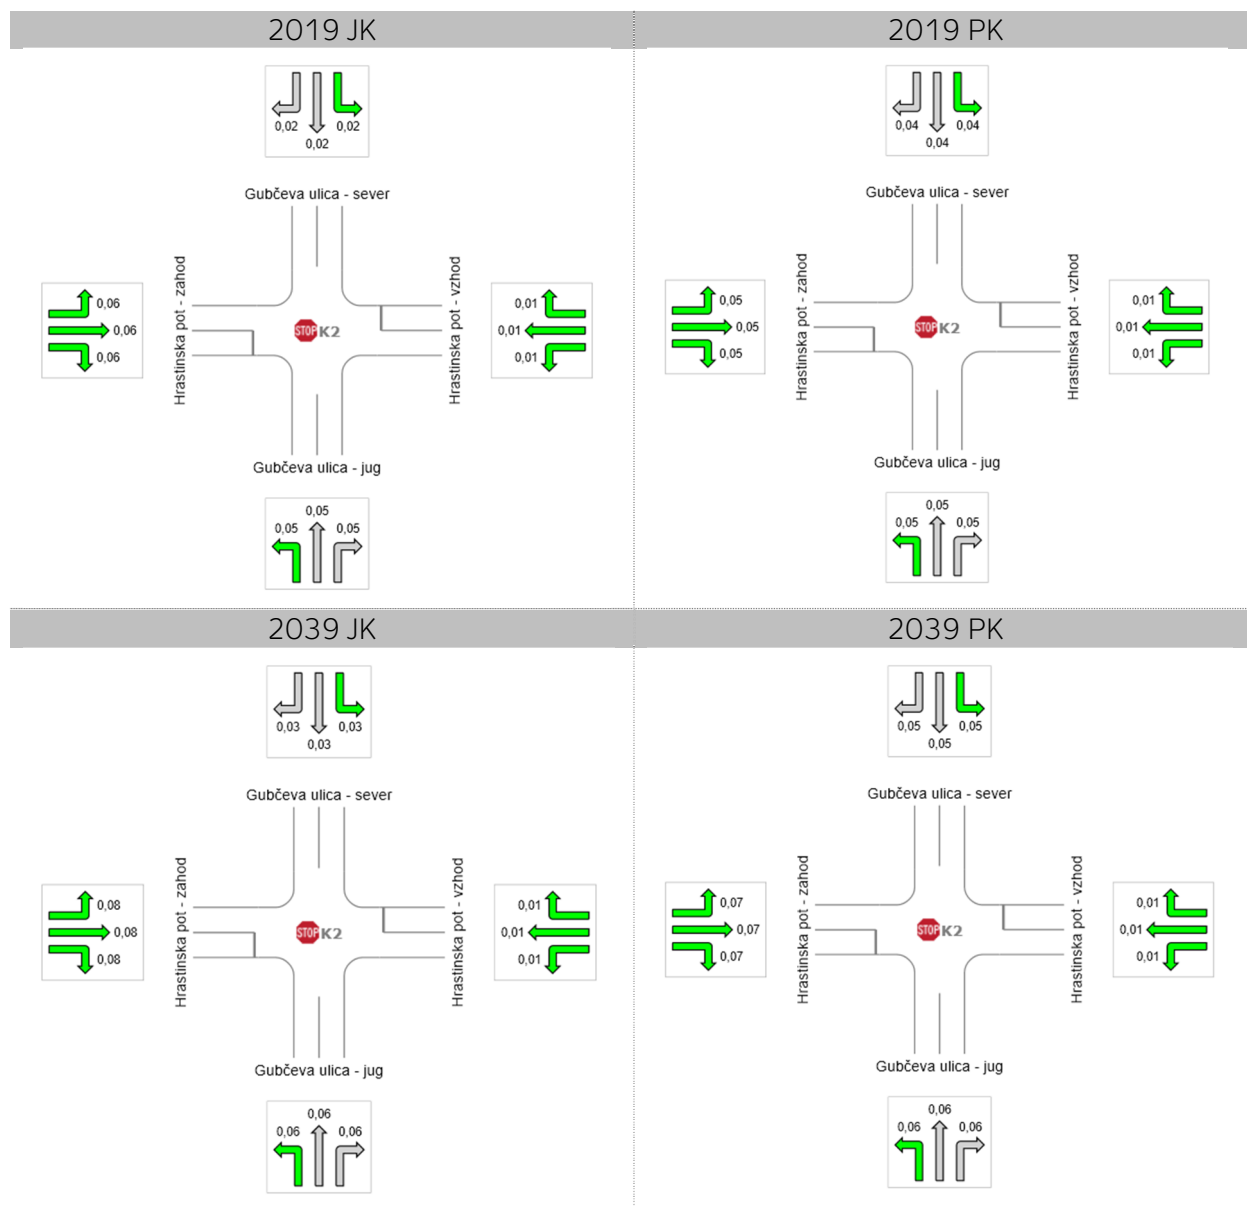 2019 JK
0,02
0,02
0,02
Gubčeva ulica - sever
Hrastinska pot - zahod
Hrastinska pot - vzhod
0,06
0,06
0,06
STOP K2
0,01
0,01
0,01
Gubčeva ulica - jug
0,05
0,05
0,05
2019 PK
0,04
0,04
0,04
Gubčeva ulica - sever
Hrastinska pot - zahod
Hrastinska pot - vzhod
0,05
0,05
0,05
STOP K2
0,01
0,01
0,01
Gubčeva ulica - jug
0,05
0,05
0,05
2039 JK
0,03
0,03
0,03
Gubčeva ulica - sever
Hrastinska pot - zahod
Hrastinska pot - vzhod
0,08
0,08
0,08
STOP K2
0,01
0,01
0,01
Gubčeva ulica - jug
0,06
0,06
0,06
2039 PK
0,05
0,05
0,05
Gubčeva ulica - sever
Hrastinska pot - zahod
Hrastinska pot - vzhod
0,07
0,07
0,07
STOP K2
0,01
0,01
0,01
Gubčeva ulica - jug
0,06
0,06
0,06